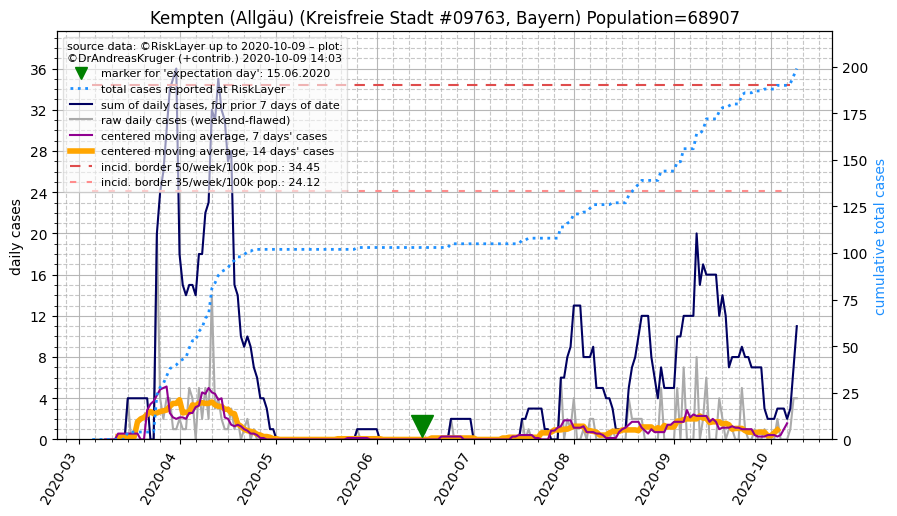 Kempten (Allgäu) (Kreisfreie Stadt #09763, Bayern) Population=68907
source data: ©RiskLayer up to 2020-10-09 – plot:
©DrAndreasKruger (+contrib.) 2020-10-09 14:03
marker for 'expectation day': 15.06.2020
total cases reported at RiskLayer
sum of daily cases, for prior 7 days of date
raw daily cases (weekend-flawed)
centered moving average, 7 days' cases
centered moving average, 14 days' cases
incid. border 50/week/100k pop.: 34.45
incid. border 35/week/100k pop.: 24.12
daily cases
36
32
28
24
20
16
12
8
4
0
cumulative total cases
200
175
150
125
100
75
50
25
0
2020-03
2020-04
2020-05
2020-06
2020-07
2020-08
2020-09
2020-10